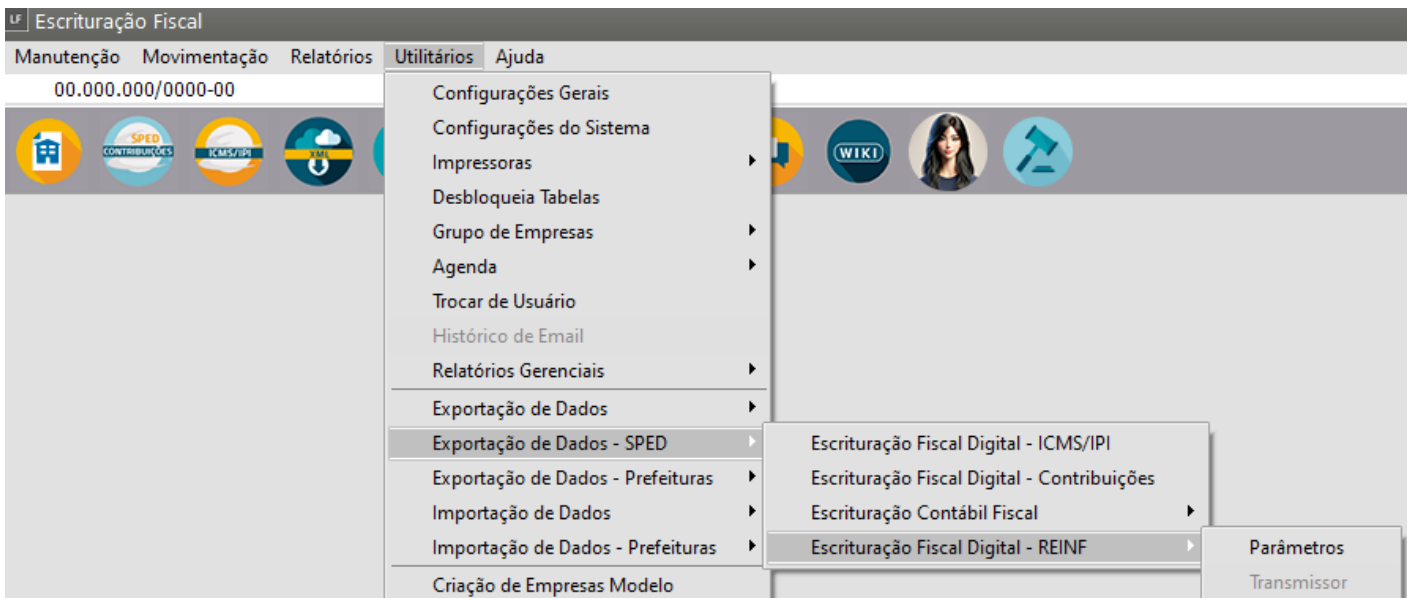 LF Escrituração Fiscal
Manutenção Movimentação Relatórios Utilitários Ajuda
00.000.000/0000-00
SPED
CONTRIBUIÇÕES
ICMS/IPI
XML
WIKI
Configurações Gerais
Configurações do Sistema
Impressoras
Desbloqueia Tabelas
Grupo de Empresas
Agenda
Trocar de Usuário
Histórico de Email
Relatórios Gerenciais
Exportação de Dados
Exportação de Dados - SPED
Exportação de Dados - Prefeituras
Importação de Dados
Importação de Dados - Prefeituras
Criação de Empresas Modelo
Escrituração Fiscal Digital - ICMS/IPI
Escrituração Fiscal Digital - Contribuições
Escrituração Contábil Fiscal
Escrituração Fiscal Digital - REINF
Parâmetros
Transmissor